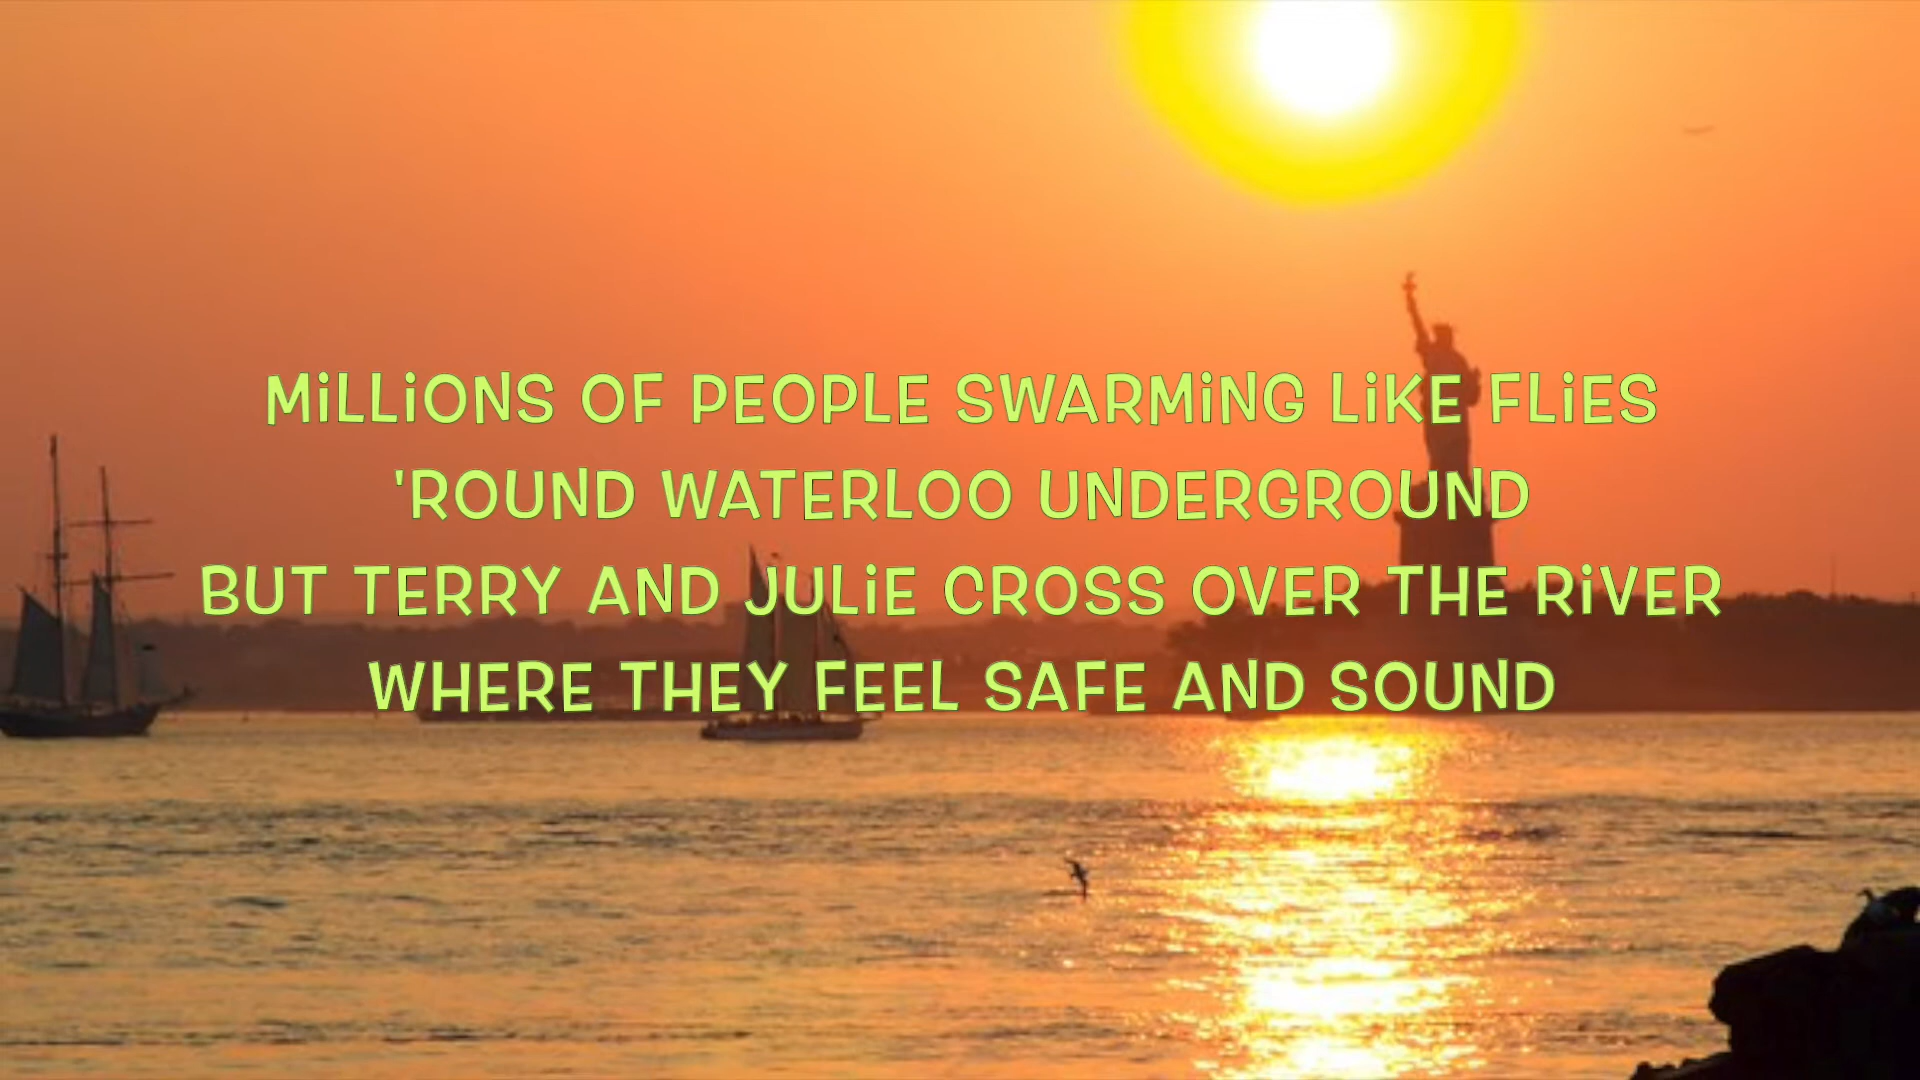 MiLLiONS OF PEOPLE SWARMiNG LiKE FLiES
'ROUND WATERLOO UNDERGROUND
BUT TERRY AND JULiE CROSS OVER THE RiVER
WHERE THEY FEEL SAFE AND SOUND